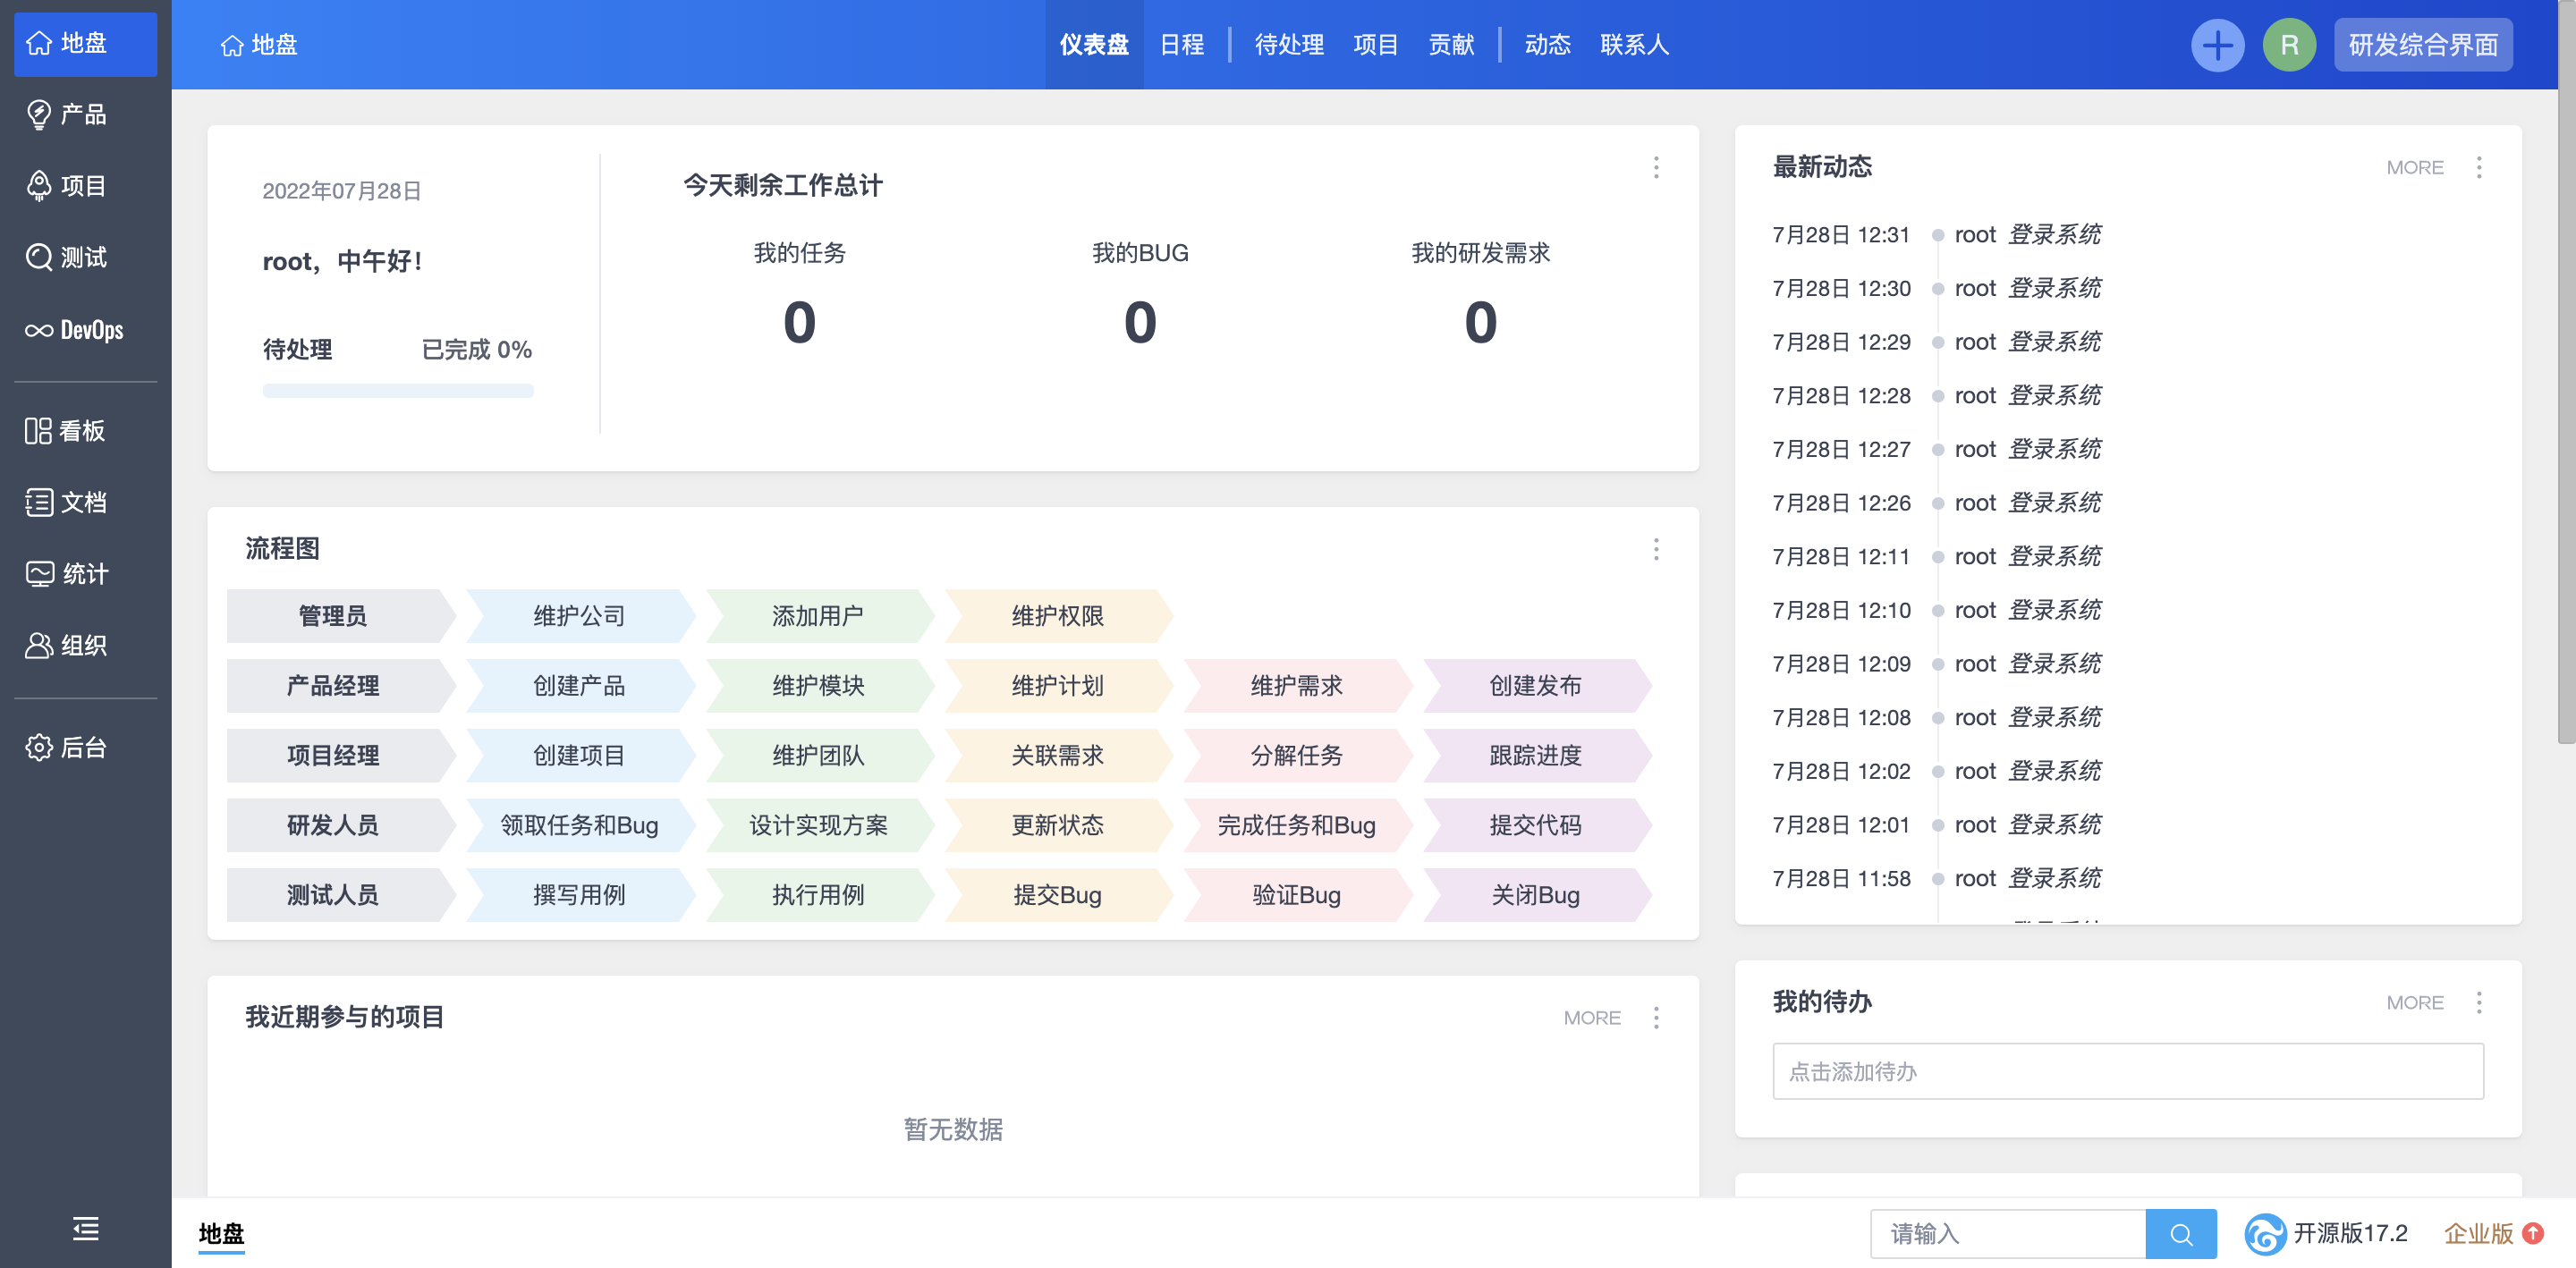 地盘
产品
项目
测试
DevOps
看板
文档
统计
组织
后台
地盘
仪表盘 日程 待处理 项目 贡献 动态 联系人
R
研发综合界面
2022年07月28日
root，中午好！
待处理 已完成 0%
今天剩余工作总计
我的任务 我的BUG 我的研发需求
0 0 0
流程图
管理员 维护公司 添加用户 维护权限
产品经理 创建产品 维护模块 维护计划 维护需求 创建发布
项目经理 创建项目 维护团队 关联需求 分解任务 跟踪进度
研发人员 领取任务和Bug 设计实现方案 更新状态 完成任务和Bug 提交代码
测试人员 撰写用例 执行用例 提交Bug 验证Bug 关闭Bug
我近期参与的项目 MORE
暂无数据
最新动态 MORE
7月28日 12:31 root 登录系统
7月28日 12:30 root 登录系统
7月28日 12:29 root 登录系统
7月28日 12:28 root 登录系统
7月28日 12:27 root 登录系统
7月28日 12:26 root 登录系统
7月28日 12:11 root 登录系统
7月28日 12:10 root 登录系统
7月28日 12:09 root 登录系统
7月28日 12:08 root 登录系统
7月28日 12:02 root 登录系统
7月28日 12:01 root 登录系统
7月28日 11:58 root 登录系统
我的待办 MORE
点击添加待办
地盘
请输入
开源版17.2
企业版